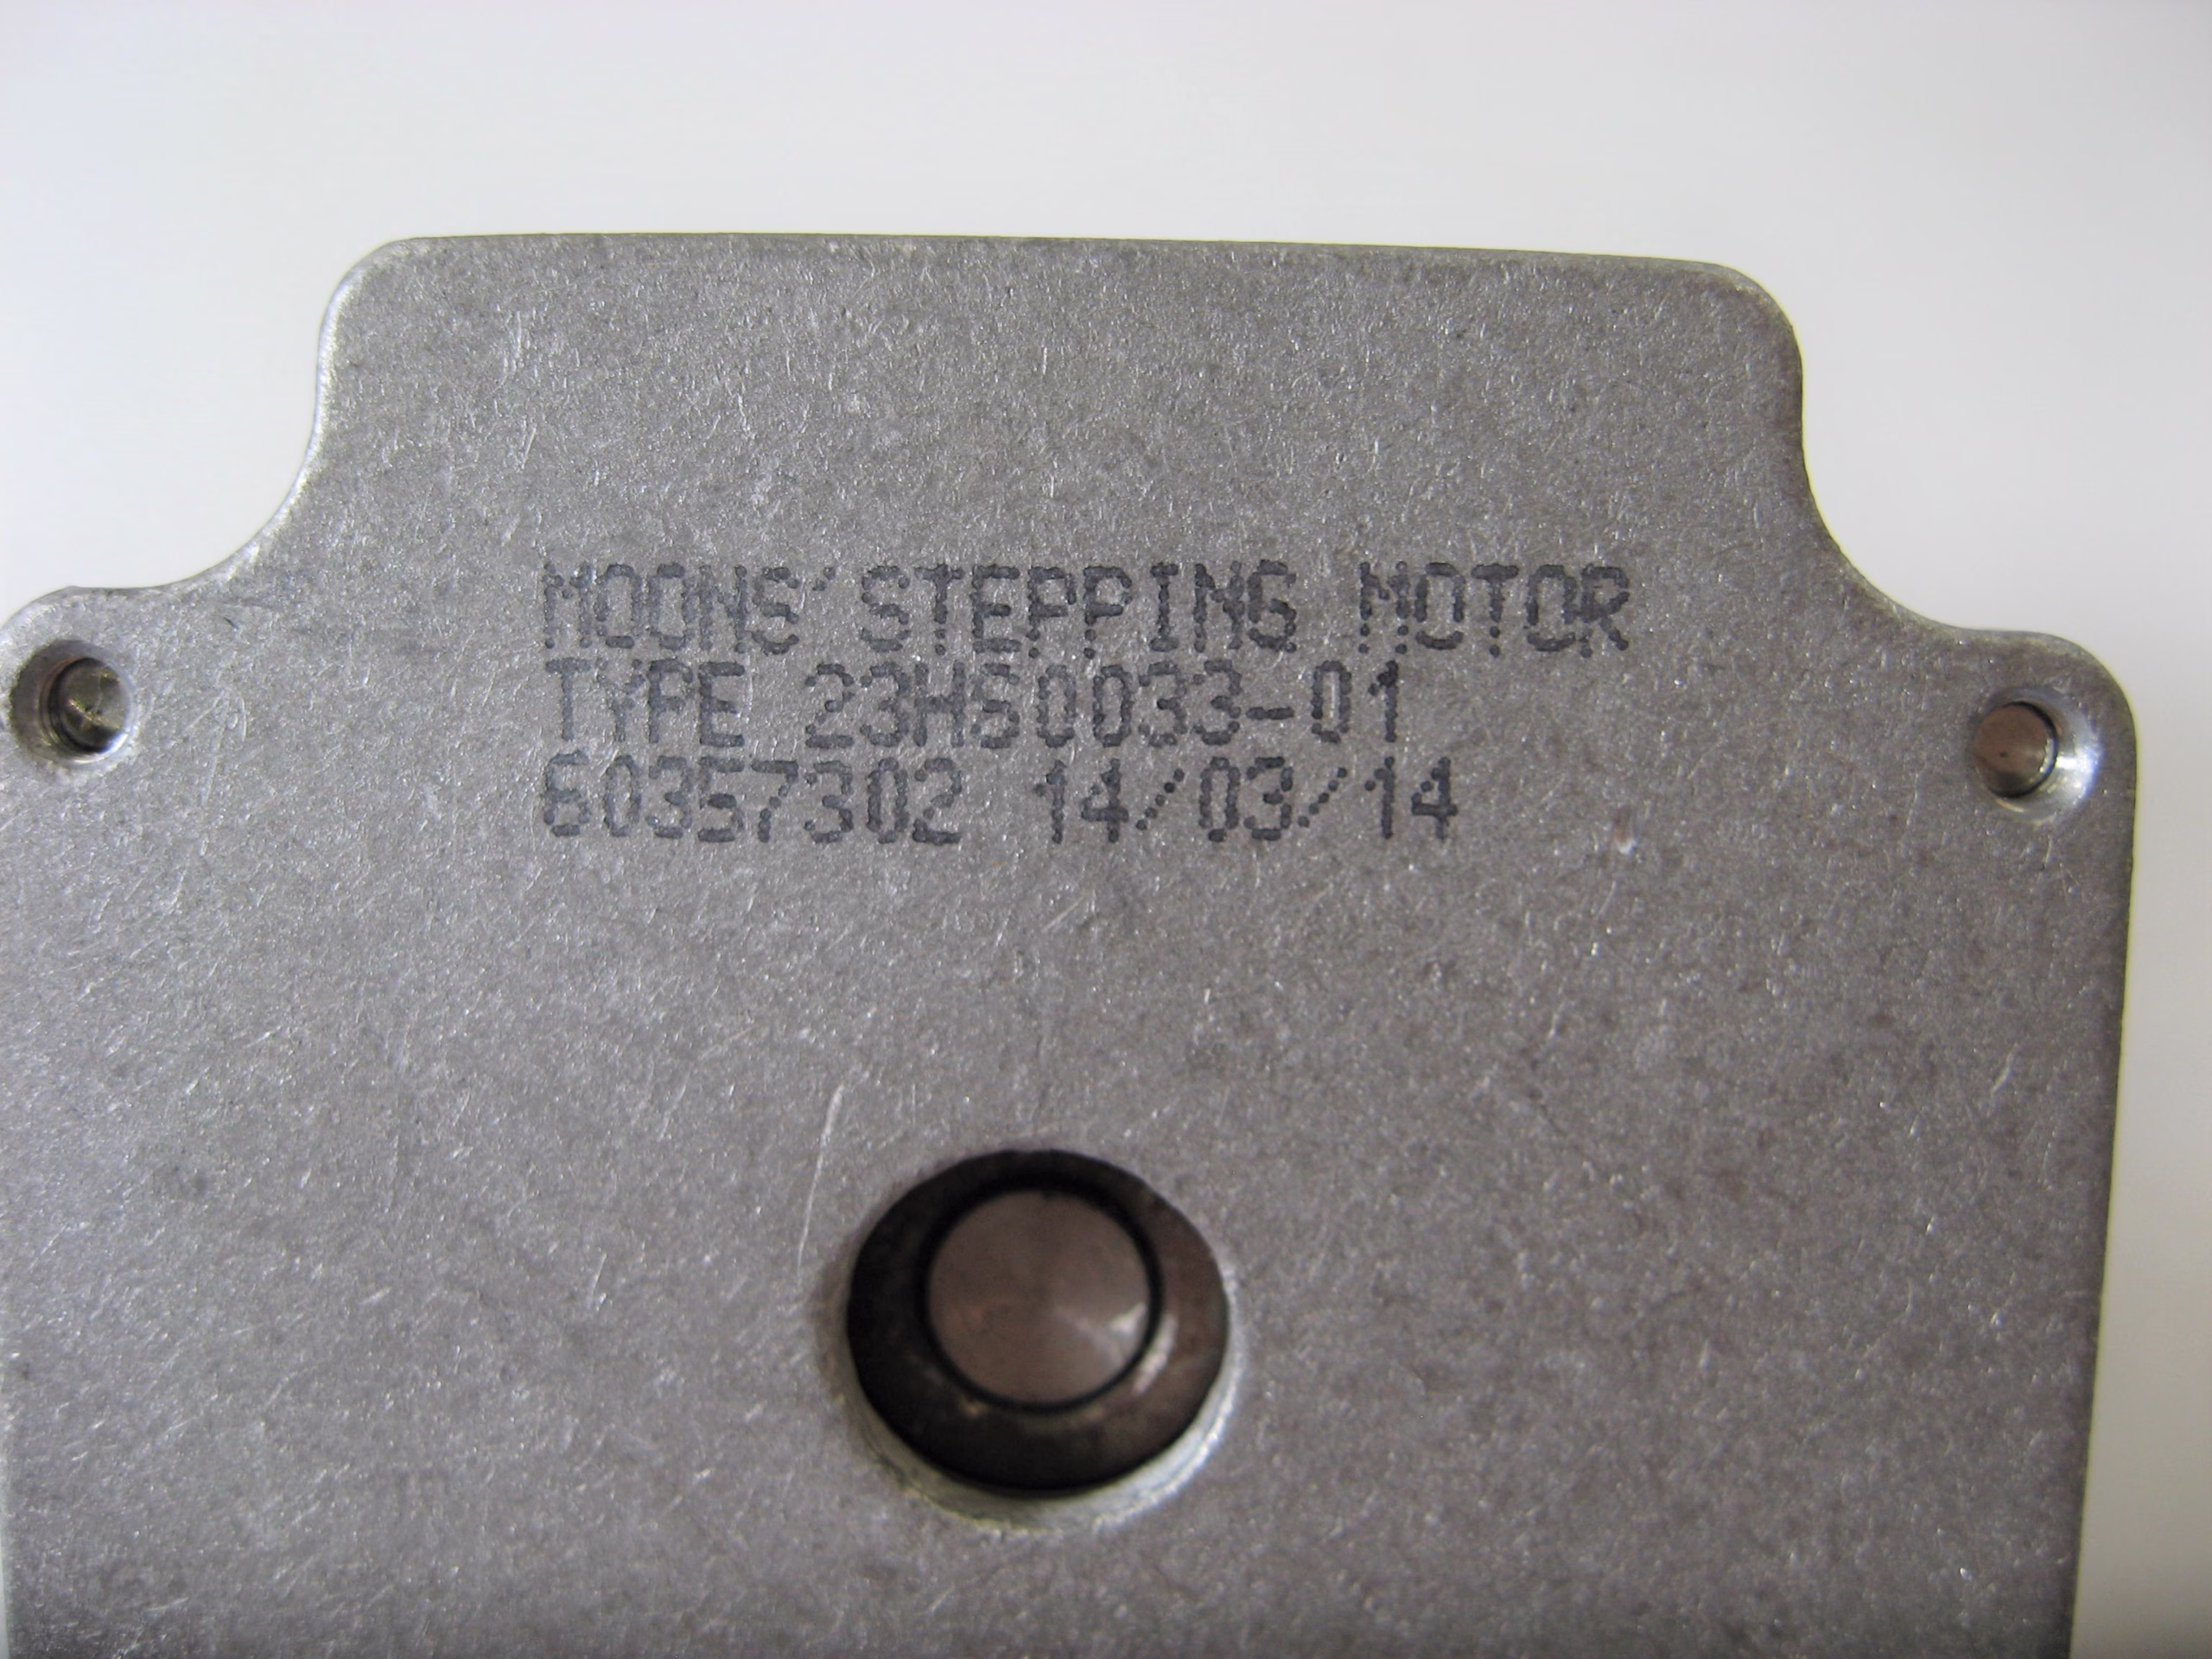 MOONS'STEPPING MOTOR
TYPE 23HS0033-01
60357302 14/03/14